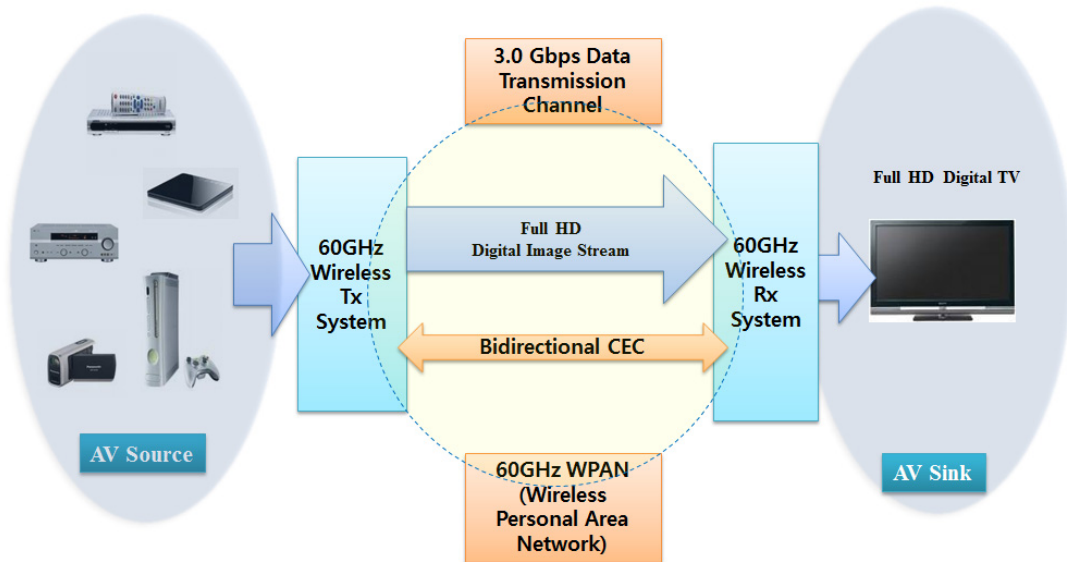 3.0 Gbps Data
Transmission
Channel
Full HD Digital TV
60GHz
Wireless
Tx
System
Full HD
Digital Image Stream
60GHz
Wireless
Rx
System
Bidirectional CEC
AV Source
60GHz WPAN
(Wireless
Personal Area
Network)
AV Sink